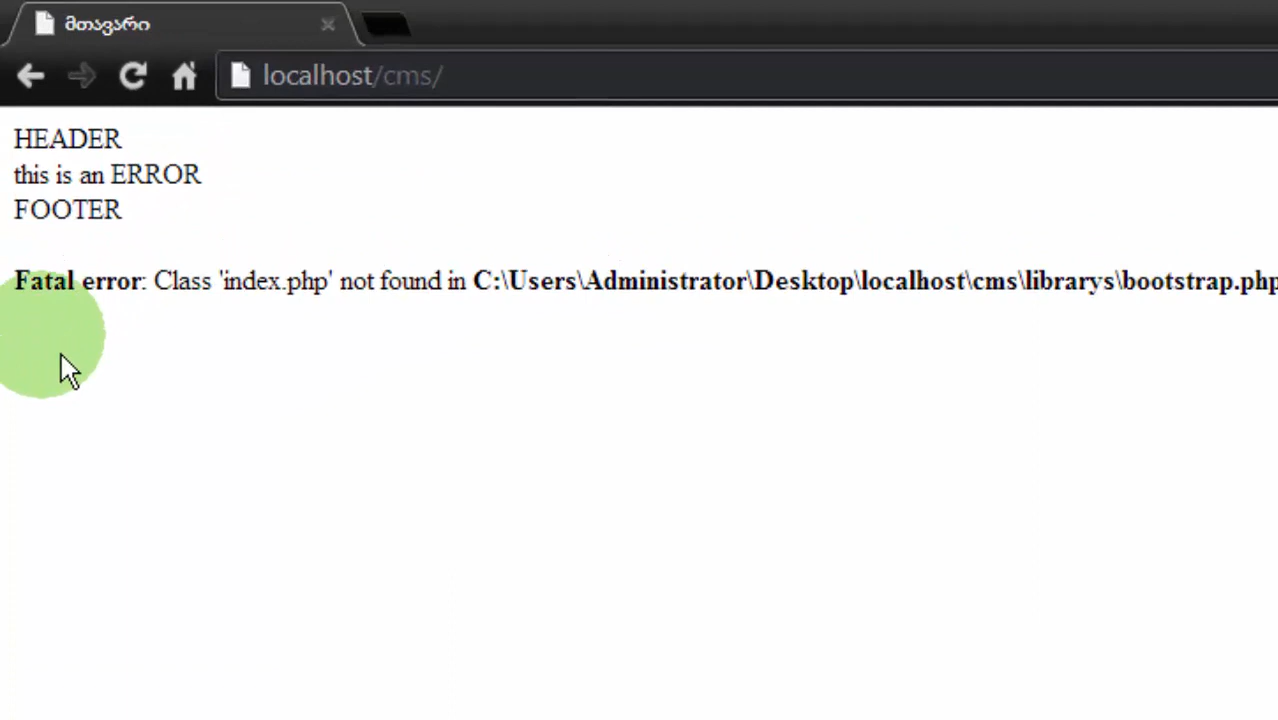 მთავარი
localhost/cms/
HEADER
this is an ERROR
FOOTER
Fatal error: Class 'index.php' not found in C:\Users\Administrator\Desktop\localhost\cms\librarys\bootstrap.php